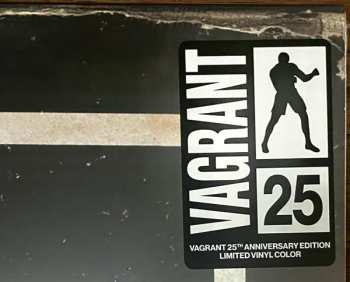 VAGRANT
25
VAGRANT 25TH ANNIVERSARY EDITION
LIMITED VINYL COLOR